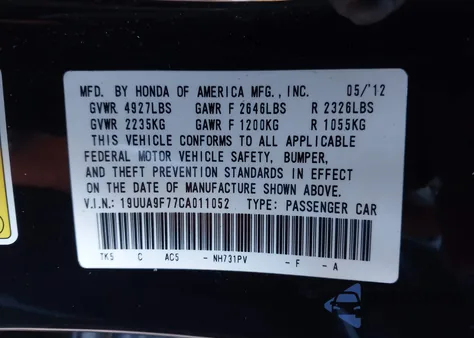 MFD. BY HONDA OF AMERICA MFG., INC. 05/'12
GVWR 4927LBS GAWR F 2646LBS R 2326LBS
GVWR 2235KG GAWR F 1200KG R 1055KG
THIS VEHICLE CONFORMS TO ALL APPLICABLE
FEDERAL MOTOR VEHICLE SAFETY, BUMPER,
AND THEFT PREVENTION STANDARDS IN EFFECT
ON THE DATE OF MANUFACTURE SHOWN ABOVE.
V.I.N.: 19UUA9F77CA011052 TYPE: PASSENGER CAR
TK5 C AC5 - NH731PV - F - A